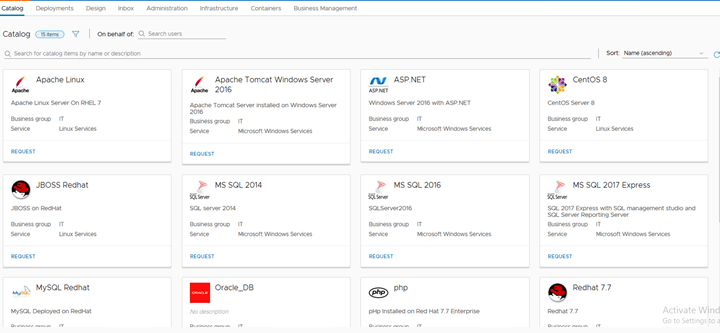 Catalog Deployments Design Inbox Administration Infrastructure Containers Business Management
Catalog 15 items On behalf of: Search users
Search for catalog items by name or description Sort: Name (ascending)
Apache Linux
Apache Linux Server On RHEL 7
Business group IT
Service Linux Services
REQUEST
Apache Tomcat Windows Server
2016
Apache Tomcat Server installed on Windows Server
2016
Business group IT
Service Microsoft Windows Services
REQUEST
ASP.NET
Windows Server 2016 with ASP.NET
Business group IT
Service Microsoft Windows Services
REQUEST
CentOS 8
CentOS Server 8
Business group IT
Service Linux Services
REQUEST
JBOSS Redhat
JBOSS on RedHat
Business group IT
Service Linux Services
REQUEST
MS SQL 2014
SQL server 2014
Business group IT
Service Microsoft Windows Services
REQUEST
MS SQL 2016
SQLServer2016
Business group IT
Service Microsoft Windows Services
REQUEST
MS SQL 2017 Express
SQL 2017 Express with SQL management studio and
SQL Server Reporting Server
Business group IT
Service Microsoft Windows Services
REQUEST
MySQL Redhat
MySQL Deployed on RedHat
Oracle_DB
No description
php
pHp Installed on Red Hat 7.7 Enterprise
Redhat 7.7
Redhat 7.7
Activate Wind
Go to Settings to a